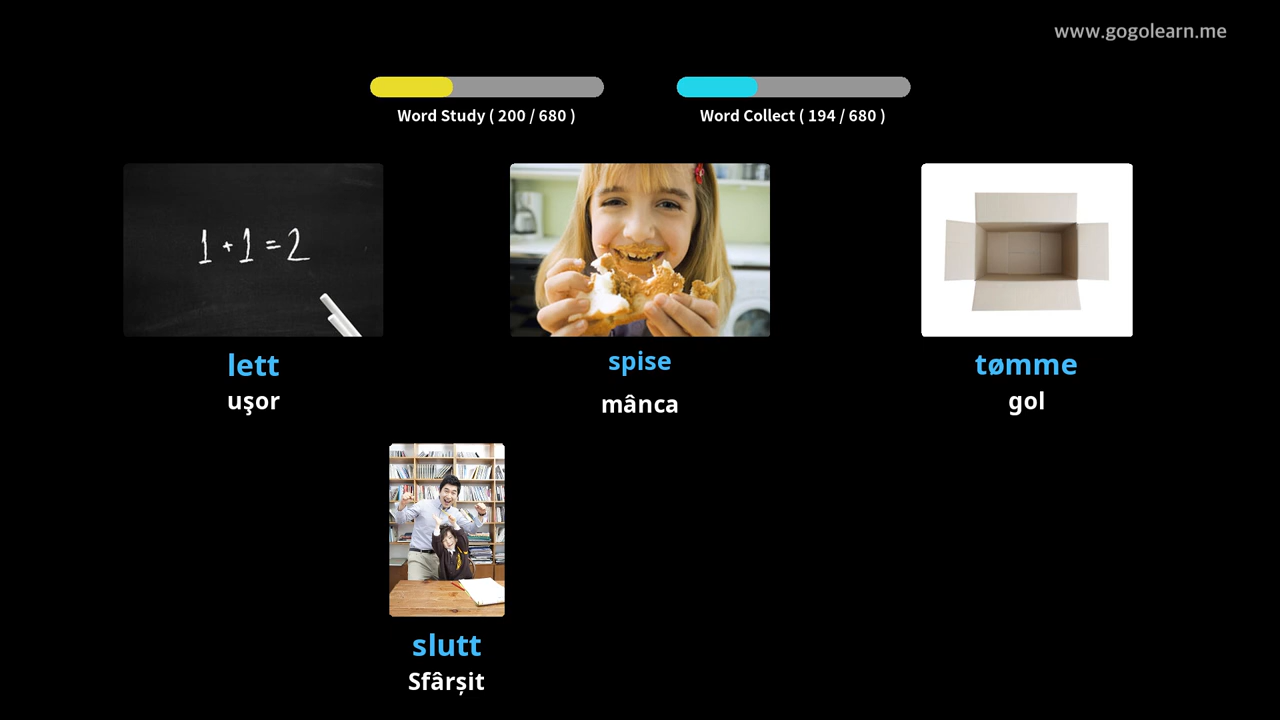 www.gogolearn.me
Word Study ( 200 / 680 )
Word Collect ( 194 / 680 )
1 + 1 = 2
lett
uşor
spise
mânca
tømme
gol
slutt
Sfârșit